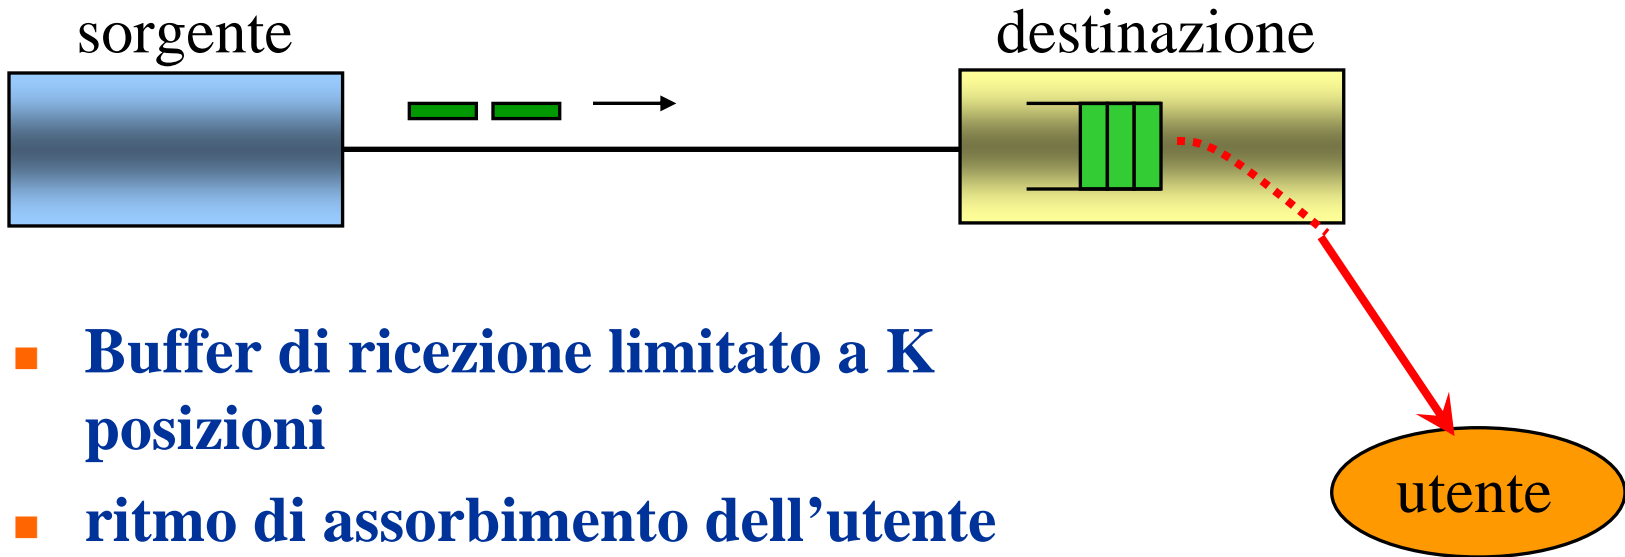 sorgente
destinazione
Buffer di ricezione limitato a K
posizioni
ritmo di assorbimento dell’utente
utente